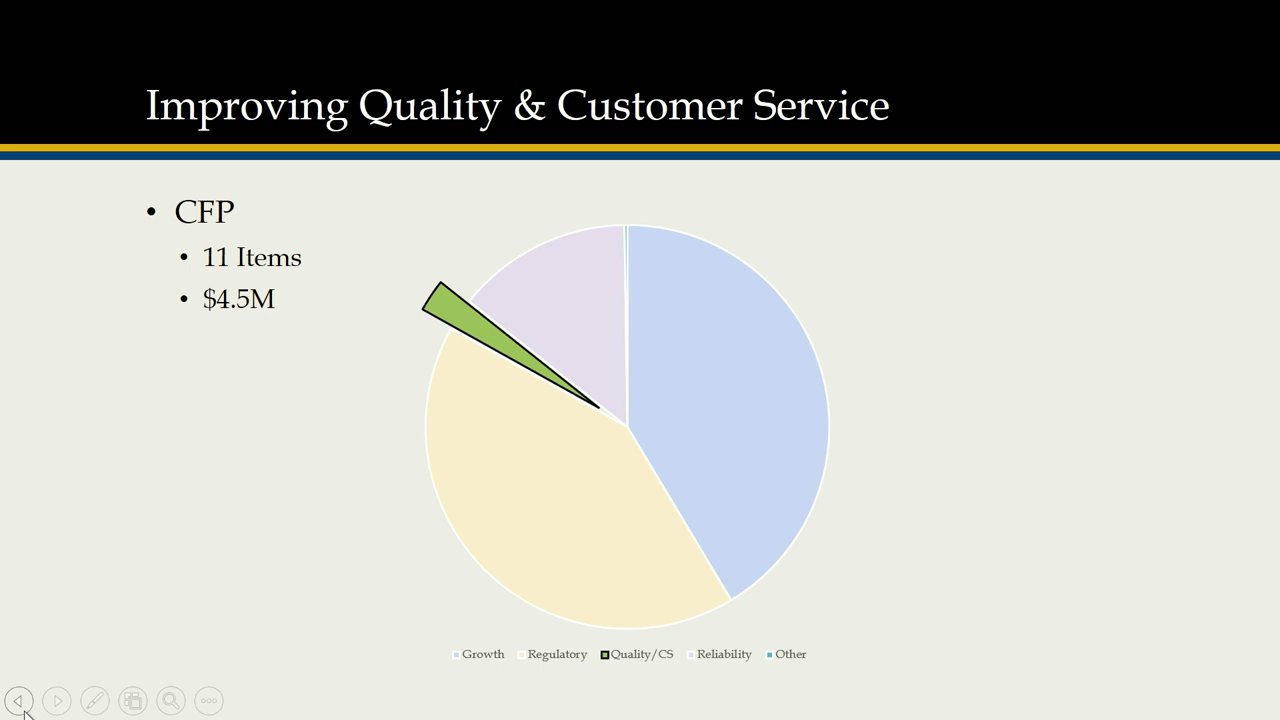 Improving Quality & Customer Service
• CFP
• 11 Items
• $4.5M
Growth Regulatory Quality/CS Reliability Other